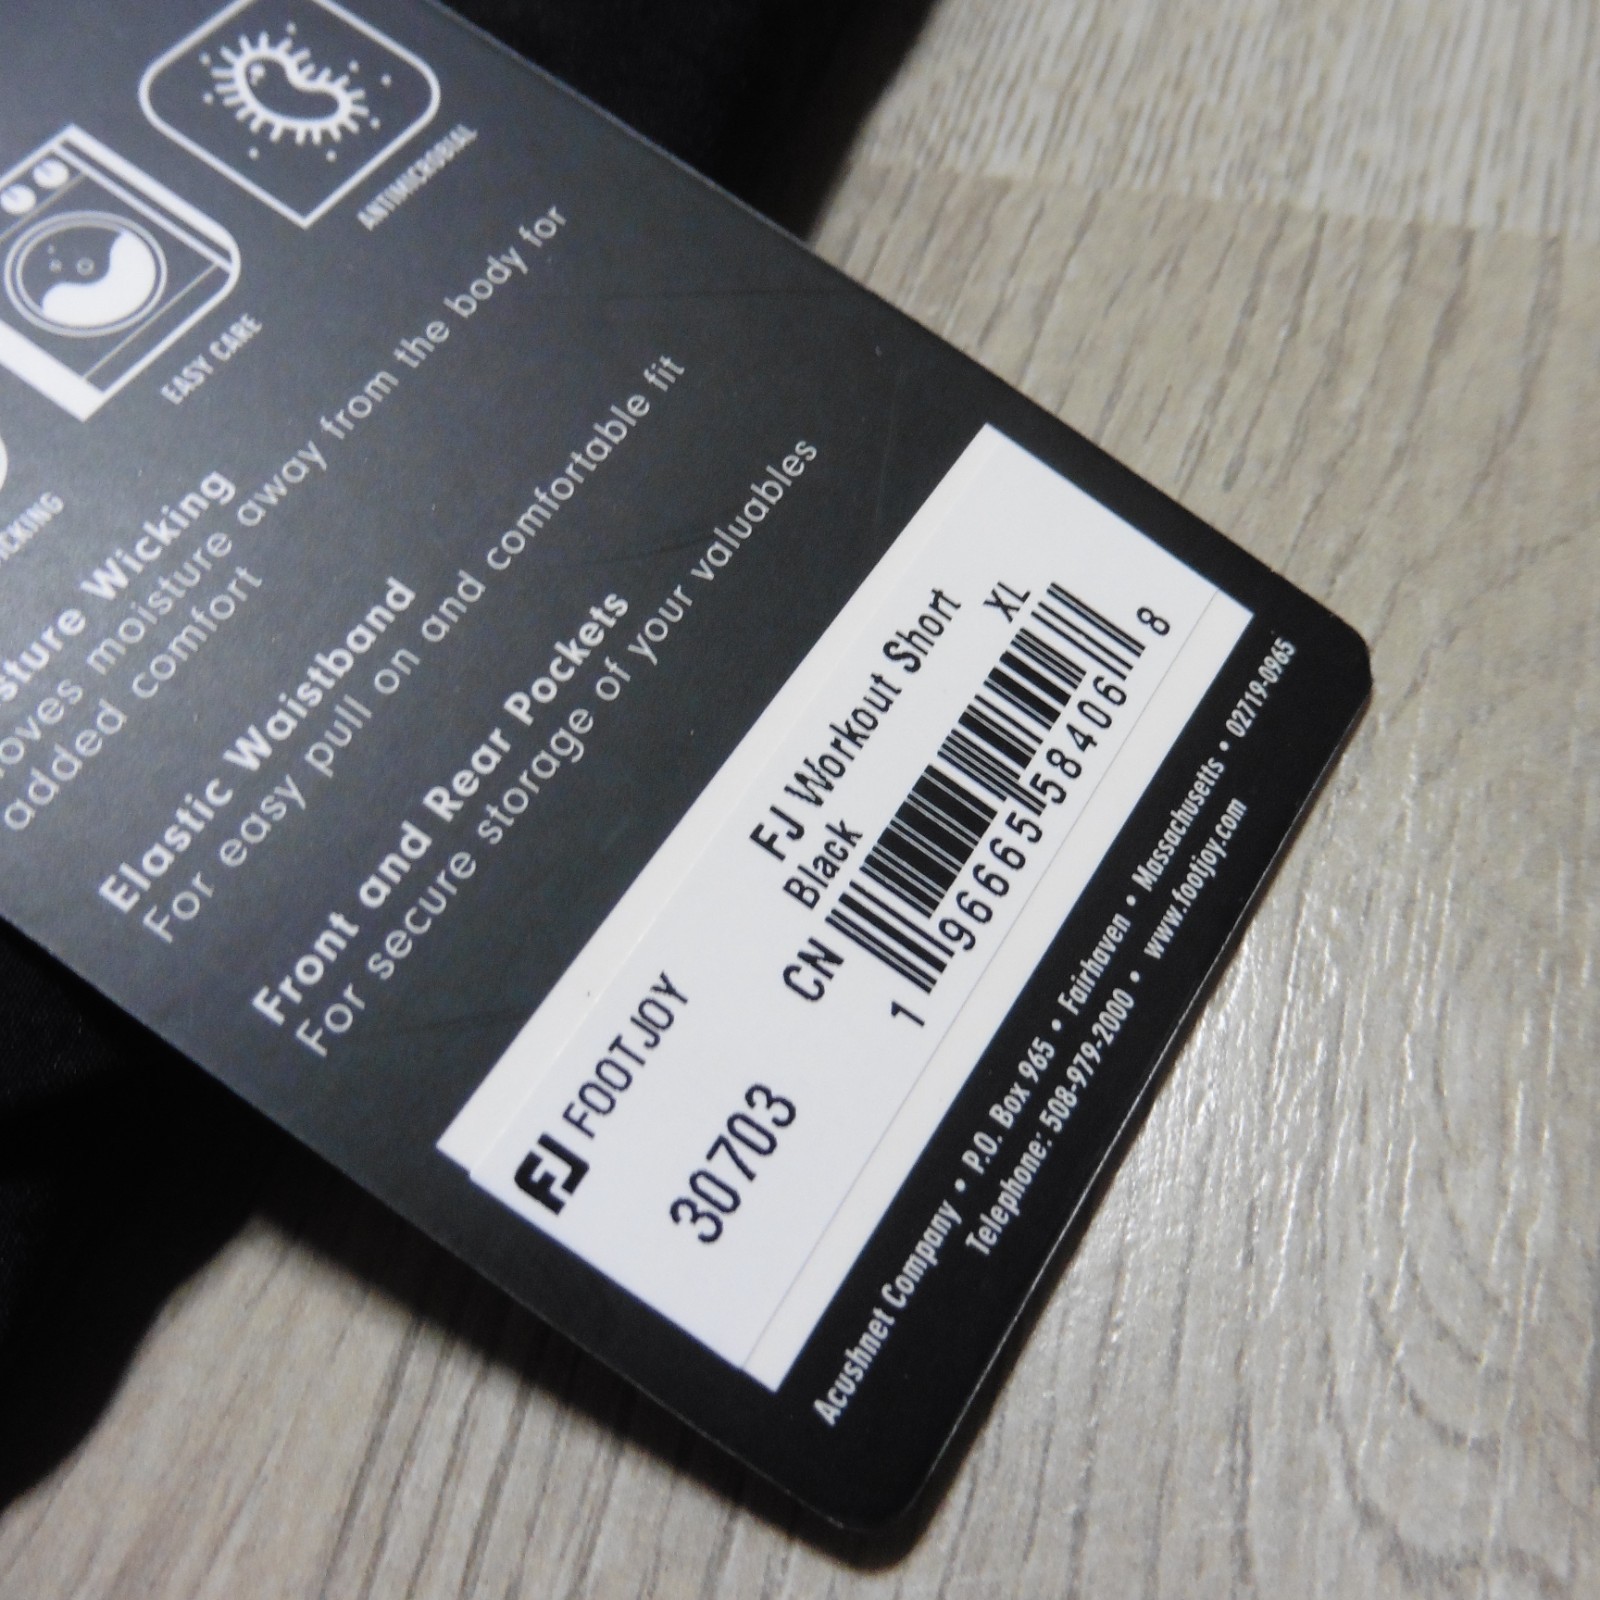 ANTIMICROBIAL
EASY CARE
Wicking
moisture away from the body for
added comfort
Elastic Waistband
For easy pull on and comfortable fit
Front and Rear Pockets
For secure storage of your valuables
FJ FOOTJOY
30703
FJ Workout Short
Black
CN
XL
1 96665 58406 8
Acushnet Company • P.O. Box 965 • Fairhaven • Massachusetts • 02719-0965
Telephone: 508-979-2000 • www.footjoy.com